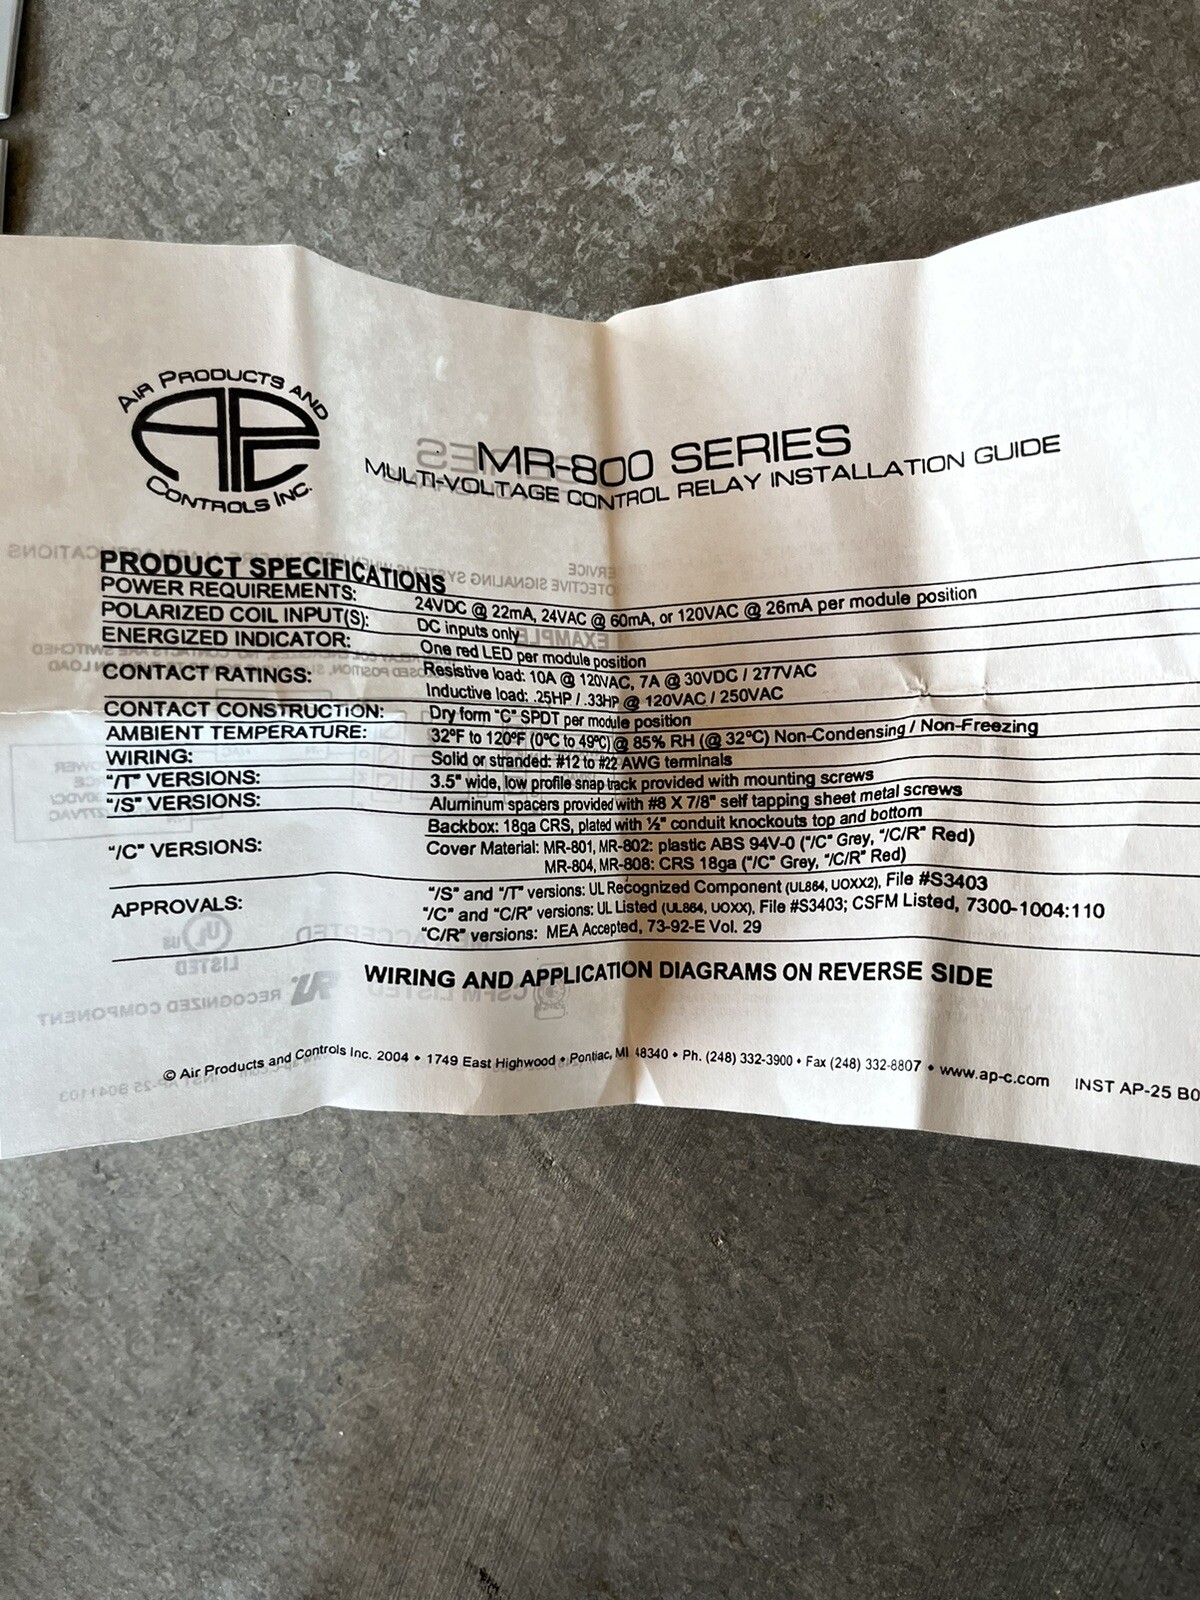 AIR PRODUCTS AND
APC
CONTROLS INC.
MR-800 SERIES
MULTI-VOLTAGE CONTROL RELAY INSTALLATION GUIDE
PRODUCT SPECIFICATIONS
POWER REQUIREMENTS: 24VDC @ 22mA, 24VAC @ 60mA, or 120VAC @ 26mA per module position
POLARIZED COIL INPUT(S): DC inputs only
ENERGIZED INDICATOR: One red LED per module position
CONTACT RATINGS: Resistive load: 10A @ 120VAC, 7A @ 30VDC / 277VAC
Inductive load: .25HP / .33HP @ 120VAC / 250VAC
CONTACT CONSTRUCTION: Dry form "C" SPDT per module position
AMBIENT TEMPERATURE: 32ºF to 120ºF (0ºC to 49ºC) @ 85% RH (@ 32ºC) Non-Condensing / Non-Freezing
WIRING: Solid or stranded: #12 to #22 AWG terminals
"/T" VERSIONS: 3.5" wide, low profile snap track provided with mounting screws
"/S" VERSIONS: Aluminum spacers provided with #8 X 7/8" self tapping sheet metal screws
Backbox: 18ga CRS, plated with ½" conduit knockouts top and bottom
"/C" VERSIONS: Cover Material: MR-801, MR-802: plastic ABS 94V-0 ("/C" Grey, "/C/R" Red)
MR-804, MR-808: CRS 18ga ("/C" Grey, "/C/R" Red)
"/S" and "/T" versions: UL Recognized Component (UL864, UOXX2), File #S3403
APPROVALS: "/C" and "C/R" versions: UL Listed (UL864, UOXX), File #S3403; CSFM Listed, 7300-1004:110
"C/R" versions: MEA Accepted, 73-92-E Vol. 29
WIRING AND APPLICATION DIAGRAMS ON REVERSE SIDE
© Air Products and Controls Inc. 2004 • 1749 East Highwood • Pontiac, MI 48340 • Ph. (248) 332-3900 • Fax (248) 332-8807 • www.ap-c.com INST AP-25 B0